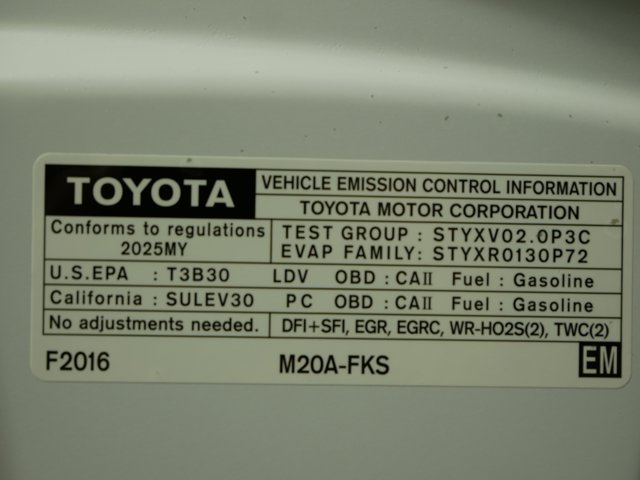 TOYOTA
VEHICLE EMISSION CONTROL INFORMATION
TOYOTA MOTOR CORPORATION
Conforms to regulations
2025MY
TEST GROUP : STYXV02.0P3C
EVAP FAMILY: STYXR0130P72
U.S.EPA : T3B30 LDV OBD : CAII Fuel : Gasoline
California : SULEV30 PC OBD : CAII Fuel : Gasoline
No adjustments needed. DFI+SFI, EGR, EGRC, WR-HO2S(2), TWC(2)
F2016 M20A-FKS EM